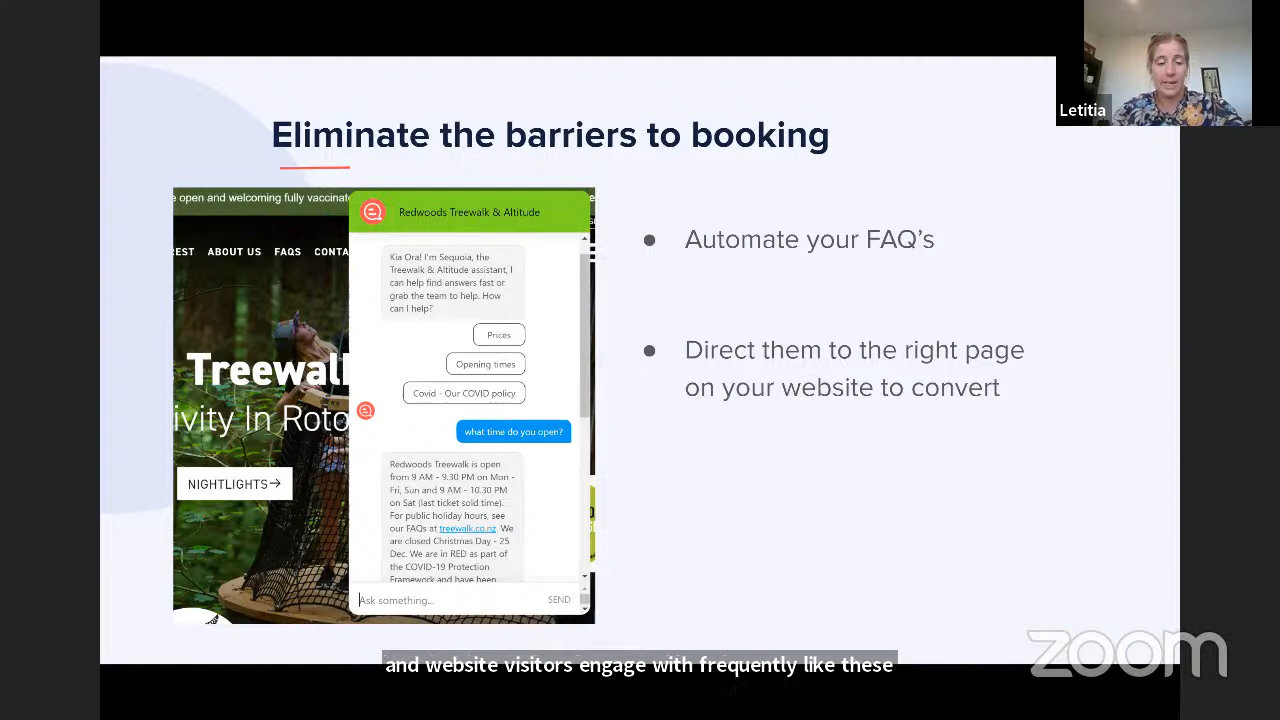 Letitia
Eliminate the barriers to booking
e open and welcoming fully vaccinate
REST ABOUT US FAQS CONTA
Treewalk
ivity In Roto
NIGHTLIGHTS→
Redwoods Treewalk & Altitude
Kia Ora! I'm Sequoia, the
Treewalk & Altitude assistant, I
can help find answers fast or
grab the team to help. How
can I help?
Prices
Opening times
Covid - Our COVID policy
what time do you open?
Redwoods Treewalk is open
from 9 AM - 9.30 PM on Mon -
Fri, Sun and 9 AM - 10.30 PM
on Sat (last ticket sold time).
For public holiday hours, see
our FAQs at treewalk.co.nz. We
are closed Christmas Day - 25
Dec. We are in RED as part of
the COVID-19 Protection
Framework and have been
Ask something...
SEND
● Automate your FAQ’s
● Direct them to the right page
on your website to convert
and website visitors engage with frequently like these
zoom